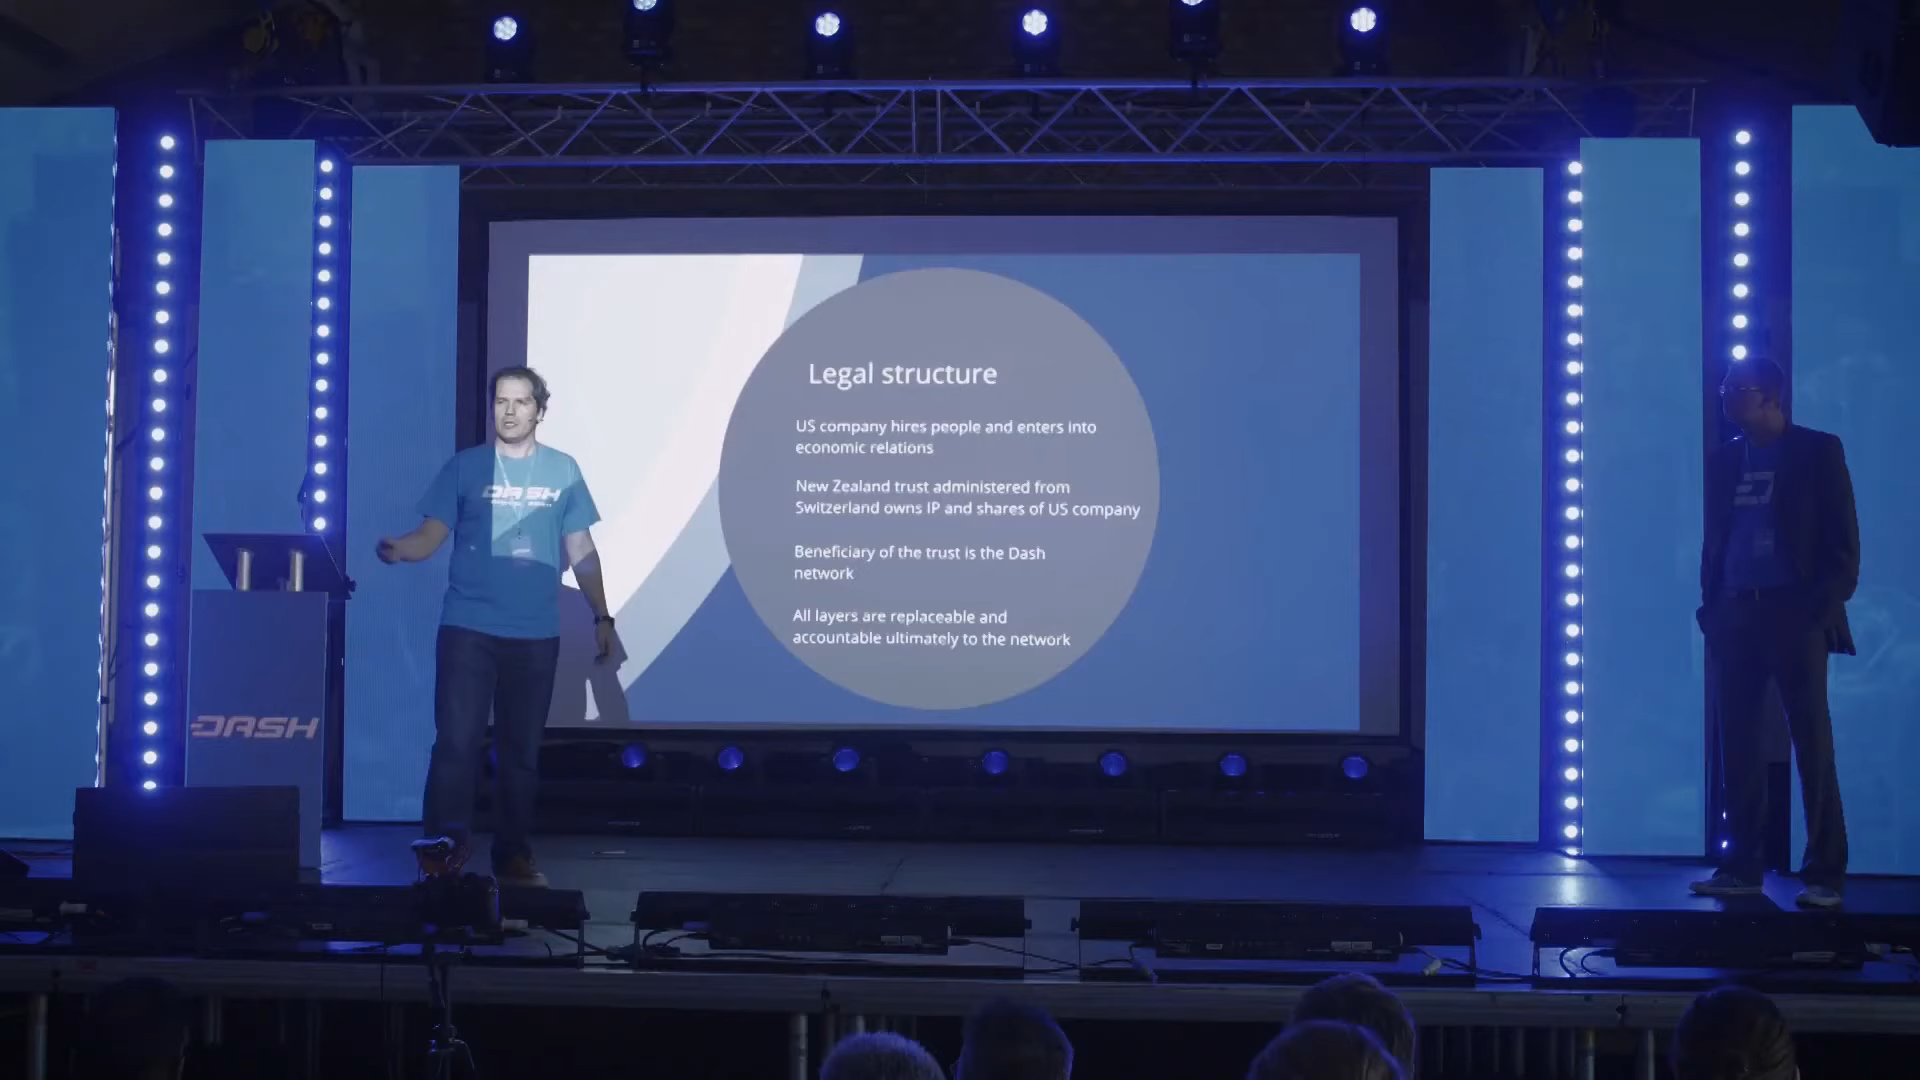 Legal structure
US company hires people and enters into
economic relations
New Zealand trust administered from
Switzerland owns IP and shares of US company
Beneficiary of the trust is the Dash
network
All layers are replaceable and
accountable ultimately to the network
DASH
DASH